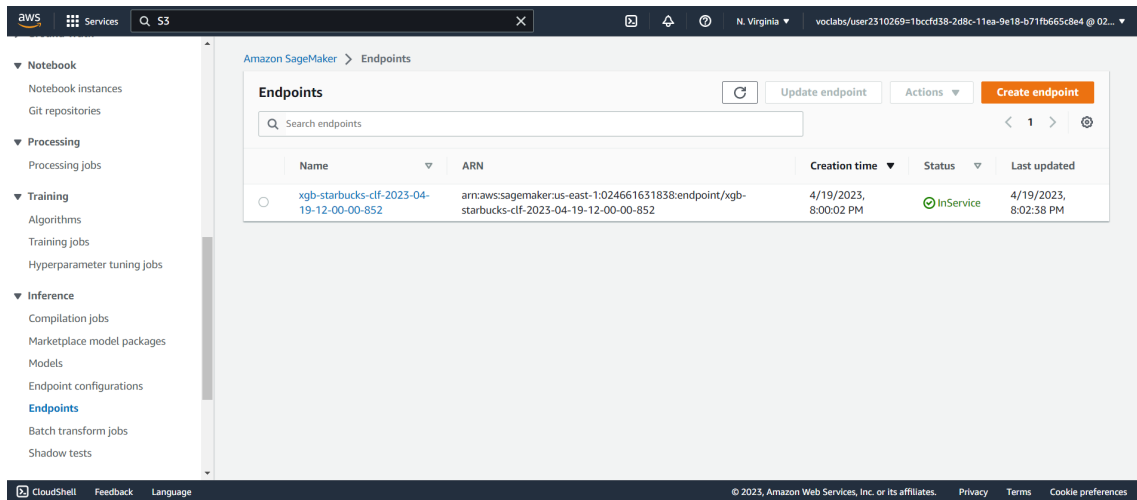 aws
Services
S3
N. Virginia ▼
voclabs/user2310269=1bccfd38-2d8c-11ea-9e18-b71fb665c8e4 @ 02... ▼
Notebook
Notebook instances
Git repositories
Processing
Processing jobs
Training
Algorithms
Training jobs
Hyperparameter tuning jobs
Inference
Compilation jobs
Marketplace model packages
Models
Endpoint configurations
Endpoints
Batch transform jobs
Shadow tests
Amazon SageMaker > Endpoints
Endpoints
Update endpoint
Actions ▼
Create endpoint
Search endpoints
1
Name
ARN
Creation time ▼
Status
Last updated
xgb-starbucks-clf-2023-04-
19-12-00-00-852
arn:aws:sagemaker:us-east-1:024661631838:endpoint/xgb-
starbucks-clf-2023-04-19-12-00-00-852
4/19/2023,
8:00:02 PM
InService
4/19/2023,
8:02:38 PM
CloudShell
Feedback
Language
© 2023, Amazon Web Services, Inc. or its affiliates.
Privacy
Terms
Cookie preferences